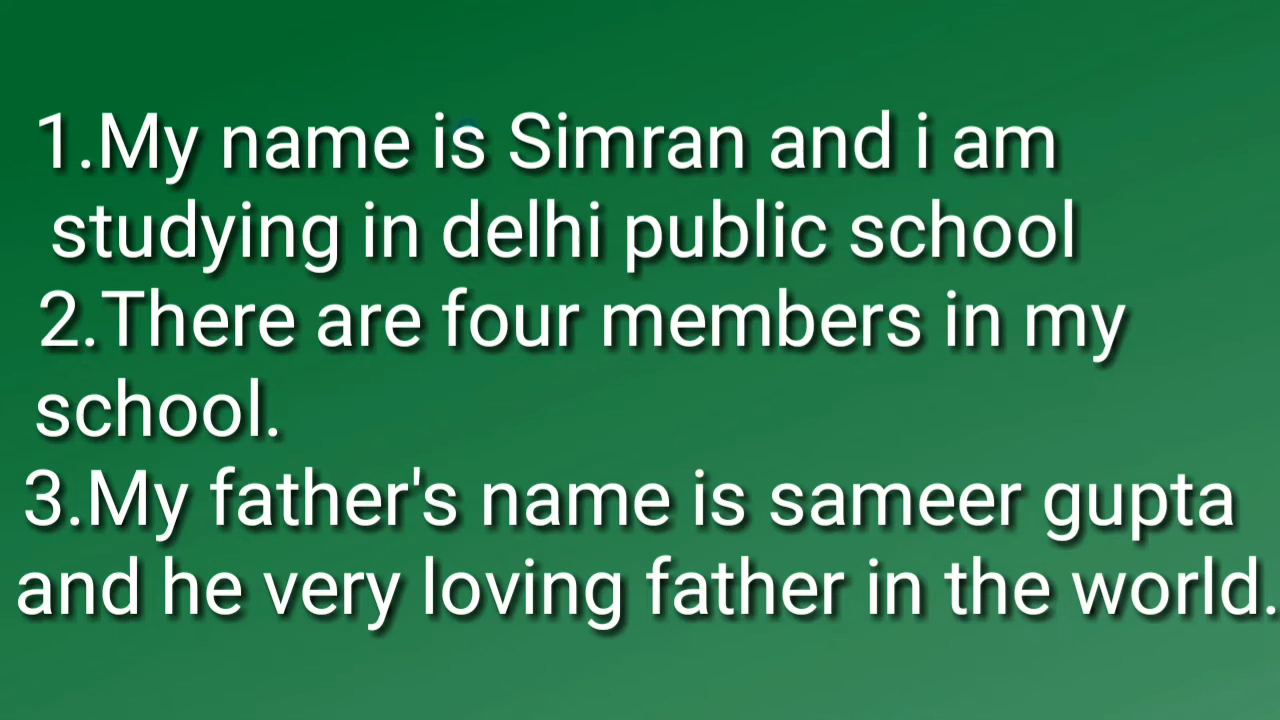 1.My name is Simran and i am
studying in delhi public school
2.There are four members in my
school.
3.My father's name is sameer gupta
and he very loving father in the world.